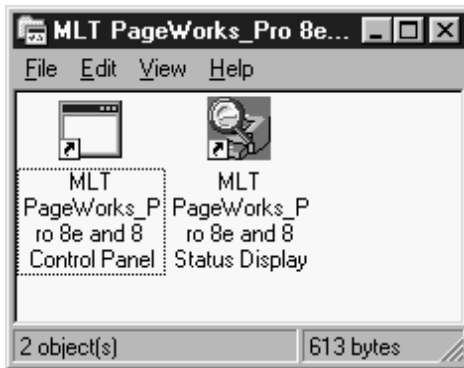 MLT PageWorks_Pro 8e...
File Edit View Help
MLT
PageWorks_P
ro 8e and 8
Control Panel
MLT
PageWorks_P
ro 8e and 8
Status Display
2 object(s)
613 bytes